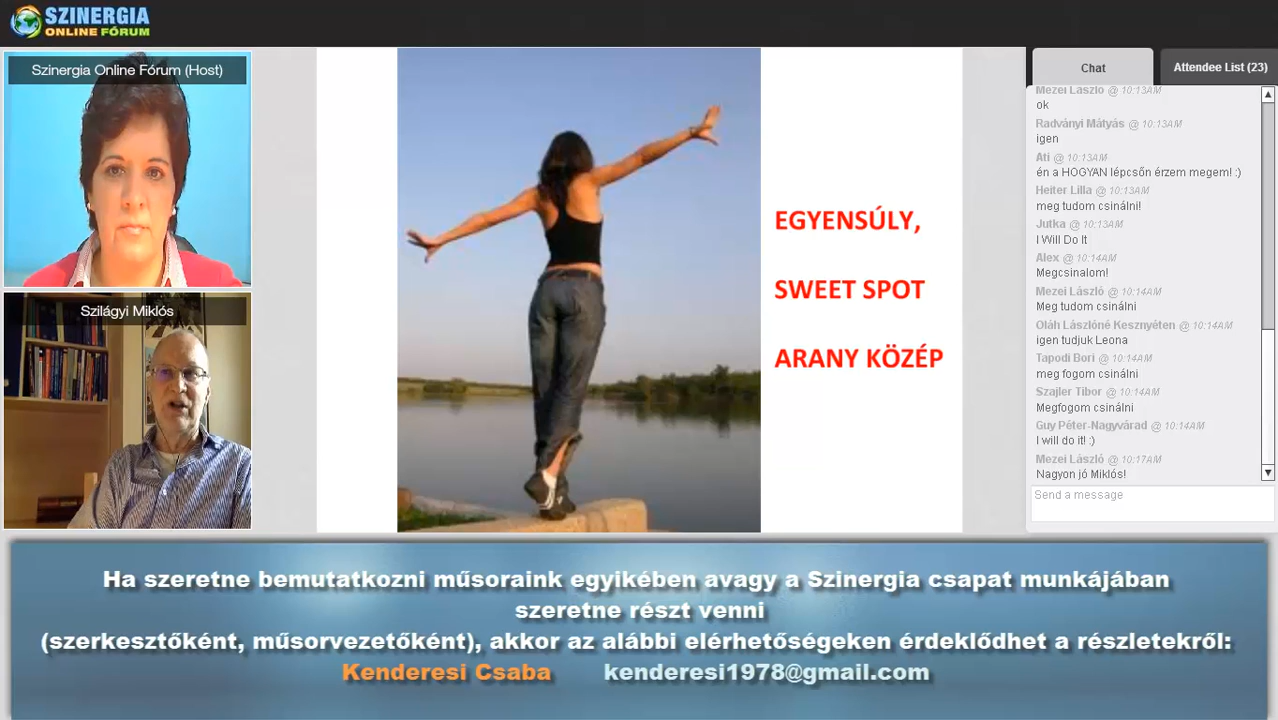 SZINERGIA
ONLINE FÓRUM
Szinergia Online Fórum (Host)
Szilágyi Miklós
EGYENSÚLY,
SWEET SPOT
ARANY KÖZÉP
Chat
Attendee List (23)
Mezei László @ 10:13AM
ok
Radványi Mátyás @ 10:13AM
igen
Ati @ 10:13AM
én a HOGYAN lépcsőn érzem megem! :)
Heiter Lilla @ 10:13AM
meg tudom csinálni!
Jutka @ 10:13AM
I Will Do It
Alex @ 10:14AM
Megcsinalom!
Mezei László @ 10:14AM
Meg tudom csinálni
Oláh Lászlóné Kesznyéten @ 10:14AM
igen tudjuk Leona
Tapodi Bori @ 10:14AM
meg fogom csinálni
Szajler Tibor @ 10:14AM
Megfogom csinálni
Guy Péter-Nagyvárad @ 10:14AM
I will do it! :)
Mezei László @ 10:17AM
Nagyon jó Miklós!
Send a message
Ha szeretne bemutatkozni műsoraink egyikében avagy a Szinergia csapat munkájában
szeretne részt venni
(szerkesztőként, műsorvezetőként), akkor az alábbi elérhetőségeken érdeklődhet a részletekről:
Kenderesi Csaba kenderesi1978@gmail.com